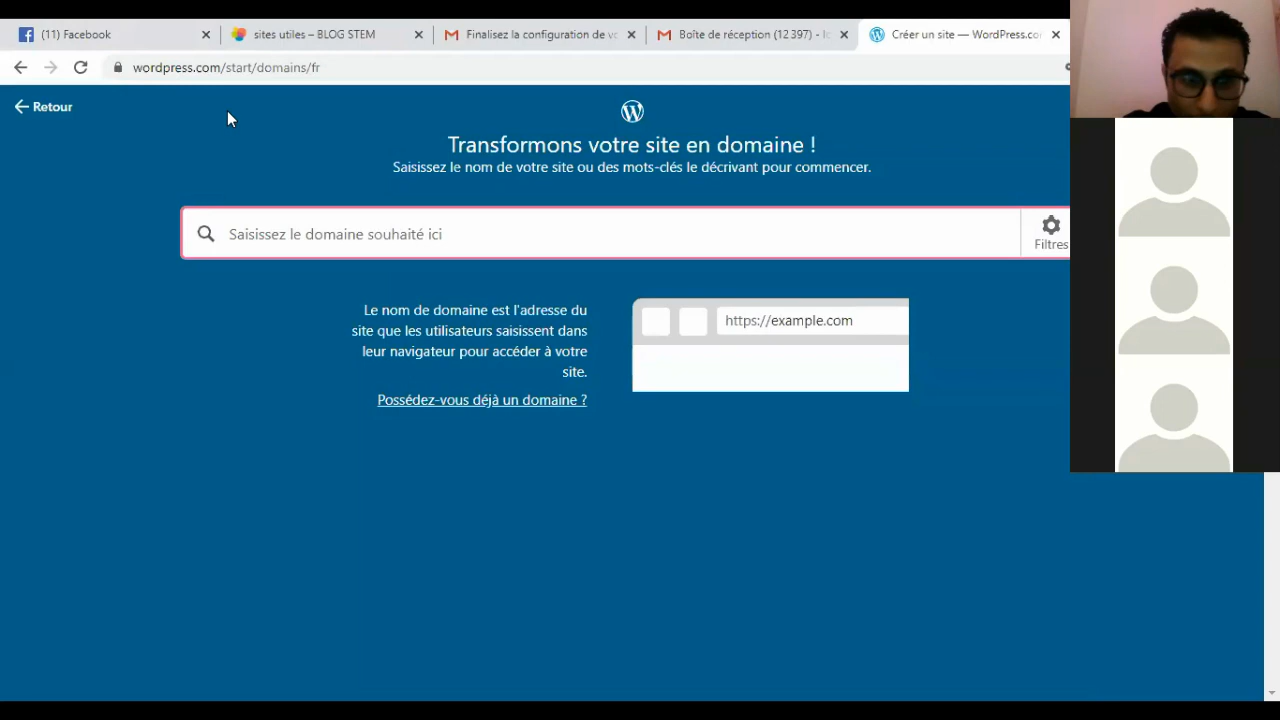 (11) Facebook
sites utiles – BLOG STEM
Finalisez la configuration de vo
Boîte de réception (12 397) -
Créer un site — WordPress.co
wordpress.com/start/domains/fr
Retour
Transformons votre site en domaine !
Saisissez le nom de votre site ou des mots-clés le décrivant pour commencer.
Saisissez le domaine souhaité ici
Filtres
Le nom de domaine est l'adresse du
site que les utilisateurs saisissent dans
leur navigateur pour accéder à votre
site.
Possédez-vous déjà un domaine ?
https://example.com